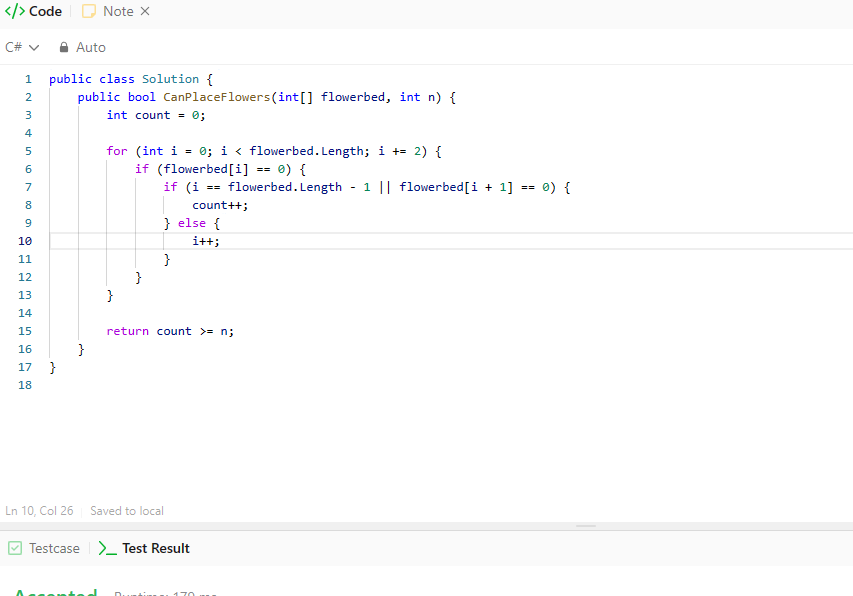 </> Code Note ×
C# Auto
1 public class Solution {
2     public bool CanPlaceFlowers(int[] flowerbed, int n) {
3         int count = 0;
4
5         for (int i = 0; i < flowerbed.Length; i += 2) {
6             if (flowerbed[i] == 0) {
7                 if (i == flowerbed.Length - 1 || flowerbed[i + 1] == 0) {
8                     count++;
9                 } else {
10                     i++;
11                 }
12             }
13         }
14
15         return count >= n;
16     }
17 }
18
Ln 10, Col 26 Saved to local
Testcase >_ Test Result
Accepted Runtime: 179 ms